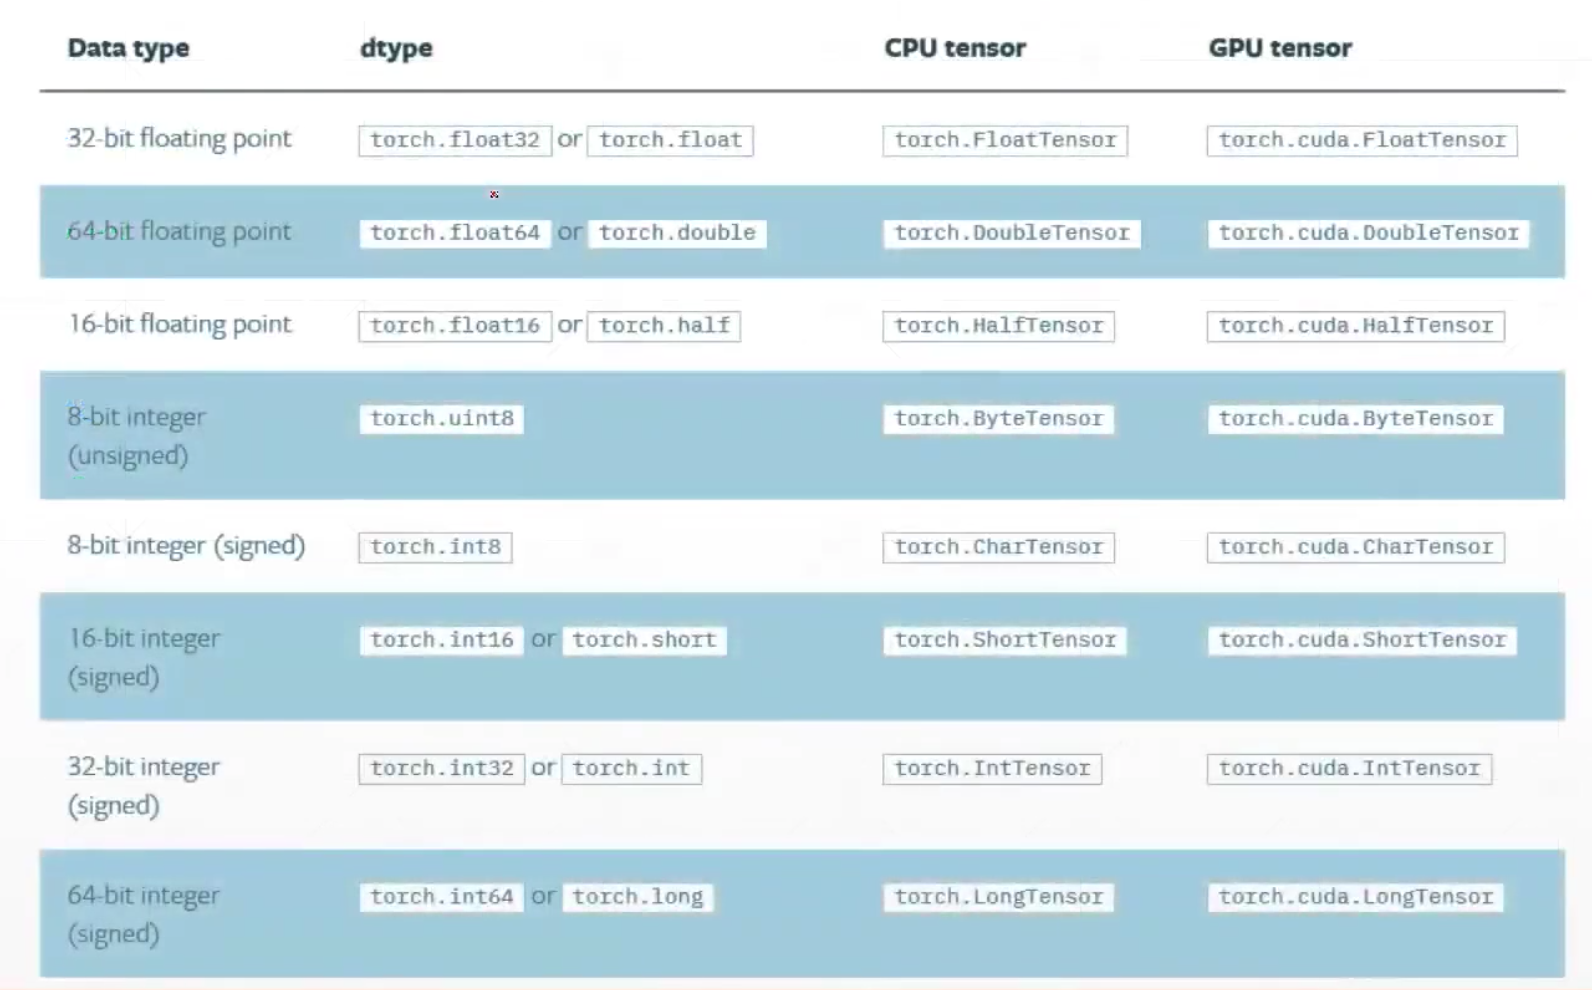 Data type dtype CPU tensor GPU tensor
32-bit floating point torch.float32 or torch.float torch.FloatTensor torch.cuda.FloatTensor
64-bit floating point torch.float64 or torch.double torch.DoubleTensor torch.cuda.DoubleTensor
16-bit floating point torch.float16 or torch.half torch.HalfTensor torch.cuda.HalfTensor
8-bit integer torch.uint8 torch.ByteTensor torch.cuda.ByteTensor
(unsigned)
8-bit integer (signed) torch.int8 torch.CharTensor torch.cuda.CharTensor
16-bit integer torch.int16 or torch.short torch.ShortTensor torch.cuda.ShortTensor
(signed)
32-bit integer torch.int32 or torch.int torch.IntTensor torch.cuda.IntTensor
(signed)
64-bit integer torch.int64 or torch.long torch.LongTensor torch.cuda.LongTensor
(signed)